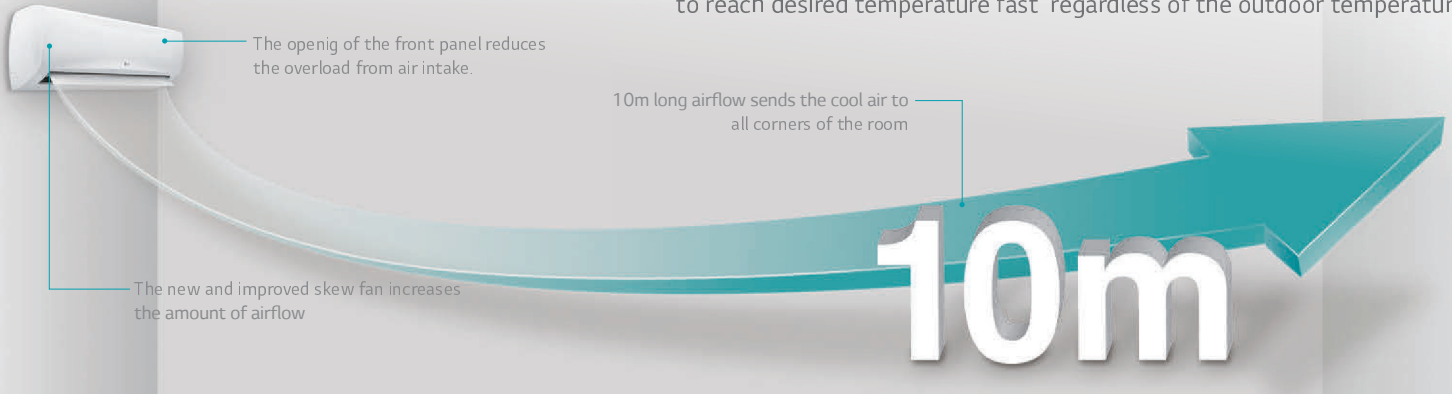 to reach desired temperature fast regardless of the outdoor temperatur
The openig of the front panel reduces
the overload from air intake.
10m long airflow sends the cool air to
all corners of the room
10m
The new and improved skew fan increases
the amount of airflow